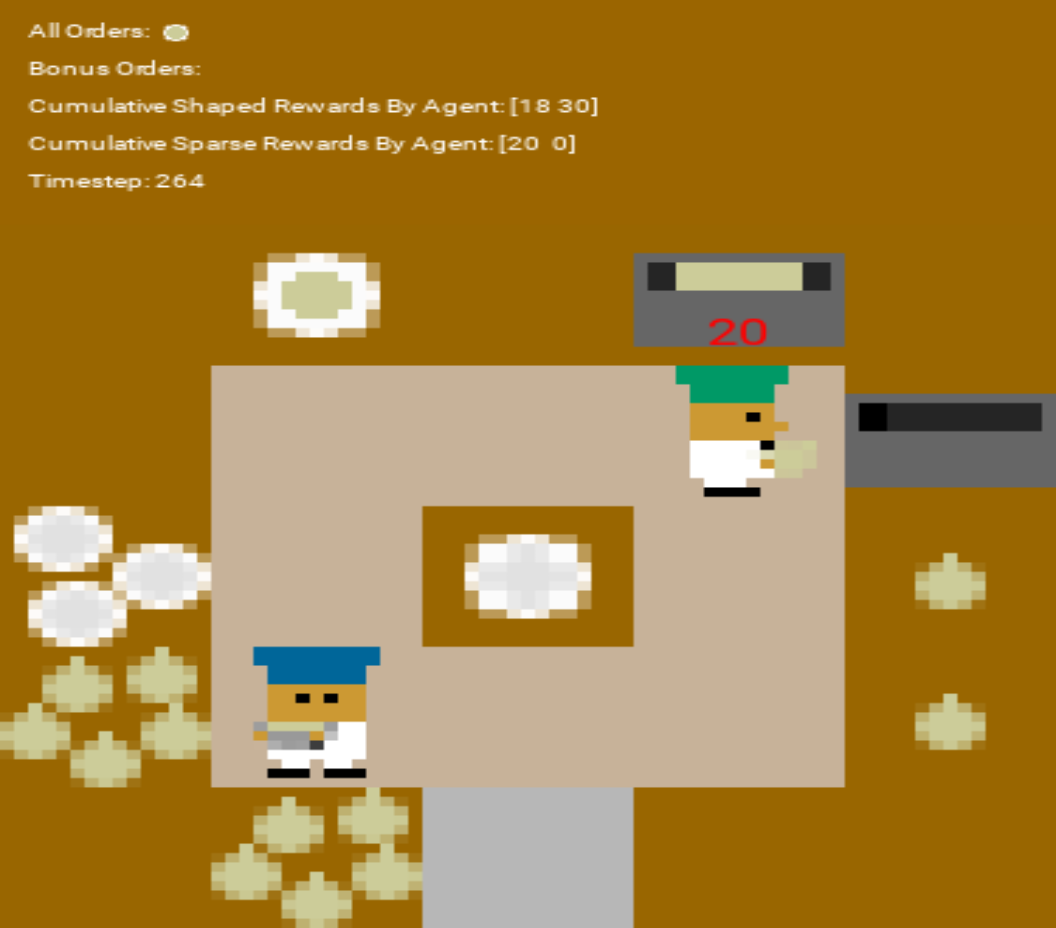 All Orders:
Bonus Orders:
Cumulative Shaped Rewards By Agent: [18 30]
Cumulative Sparse Rewards By Agent: [20 0]
Timestep: 264
20